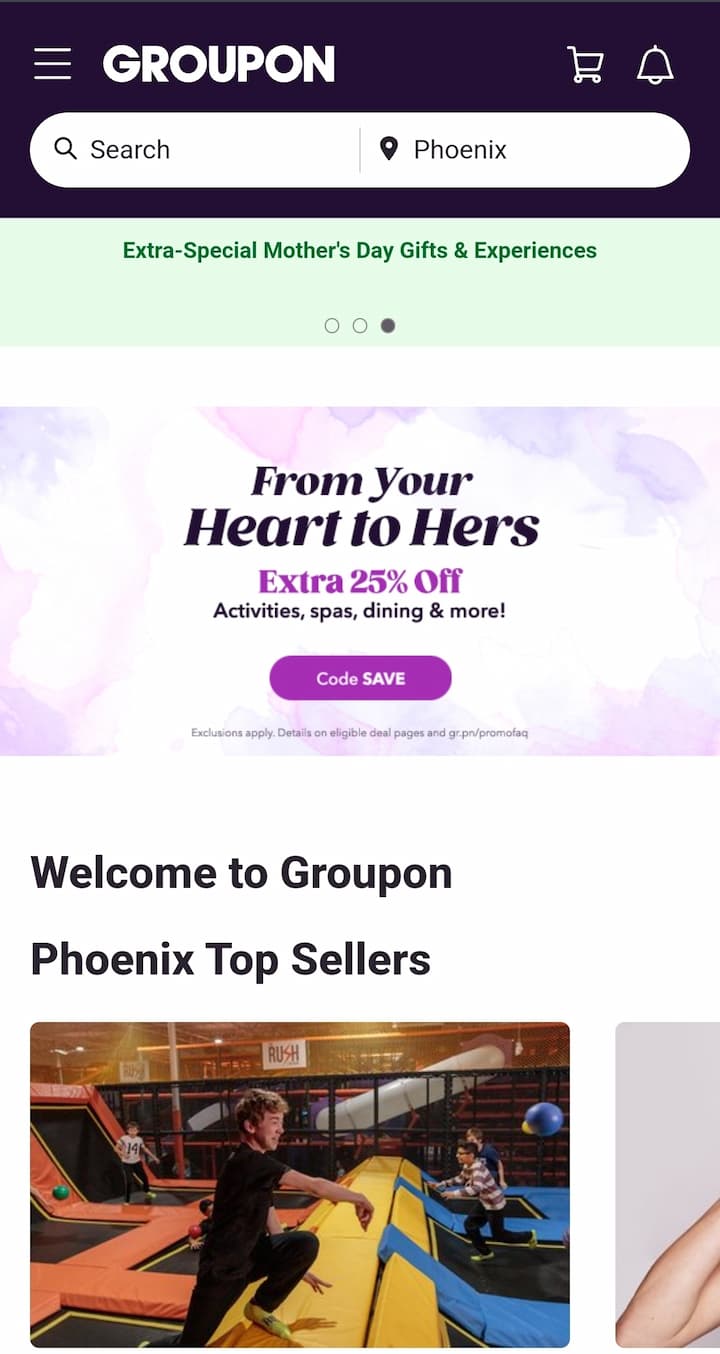 GROUPON
Search
Phoenix
Extra-Special Mother's Day Gifts & Experiences
From Your
Heart to Hers
Extra 25% Off
Activities, spas, dining & more!
Code SAVE
Exclusions apply. Details on eligible deal pages and gr.pn/promofaq
Welcome to Groupon
Phoenix Top Sellers
RUSH
RUSH
14